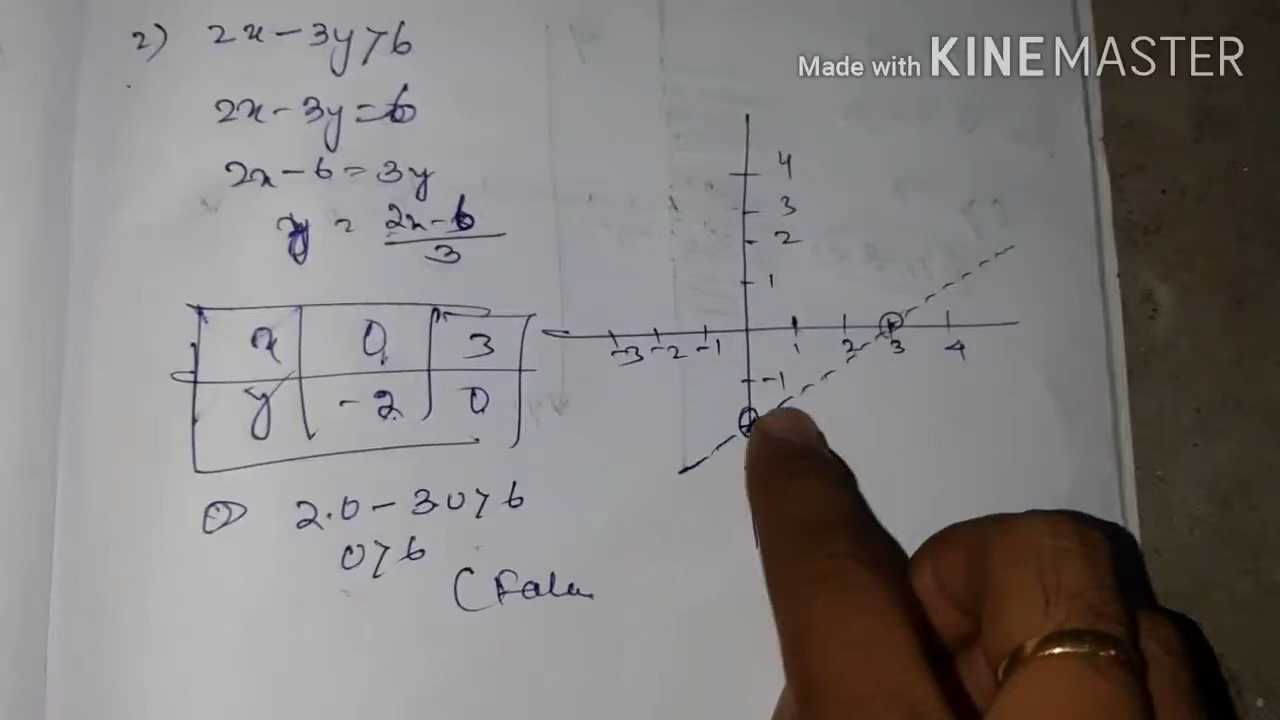 2) 2x - 3y > 6
2x - 3y = 6
2x - 6 = 3y
y = 2x - 6
3
x 0 3
y -2 0
2.0 - 3.0 > 6
0 > 6
(False
Made with KINEMASTER
4
3
2
1
-3 -2 -1 1 2 3 4
-1